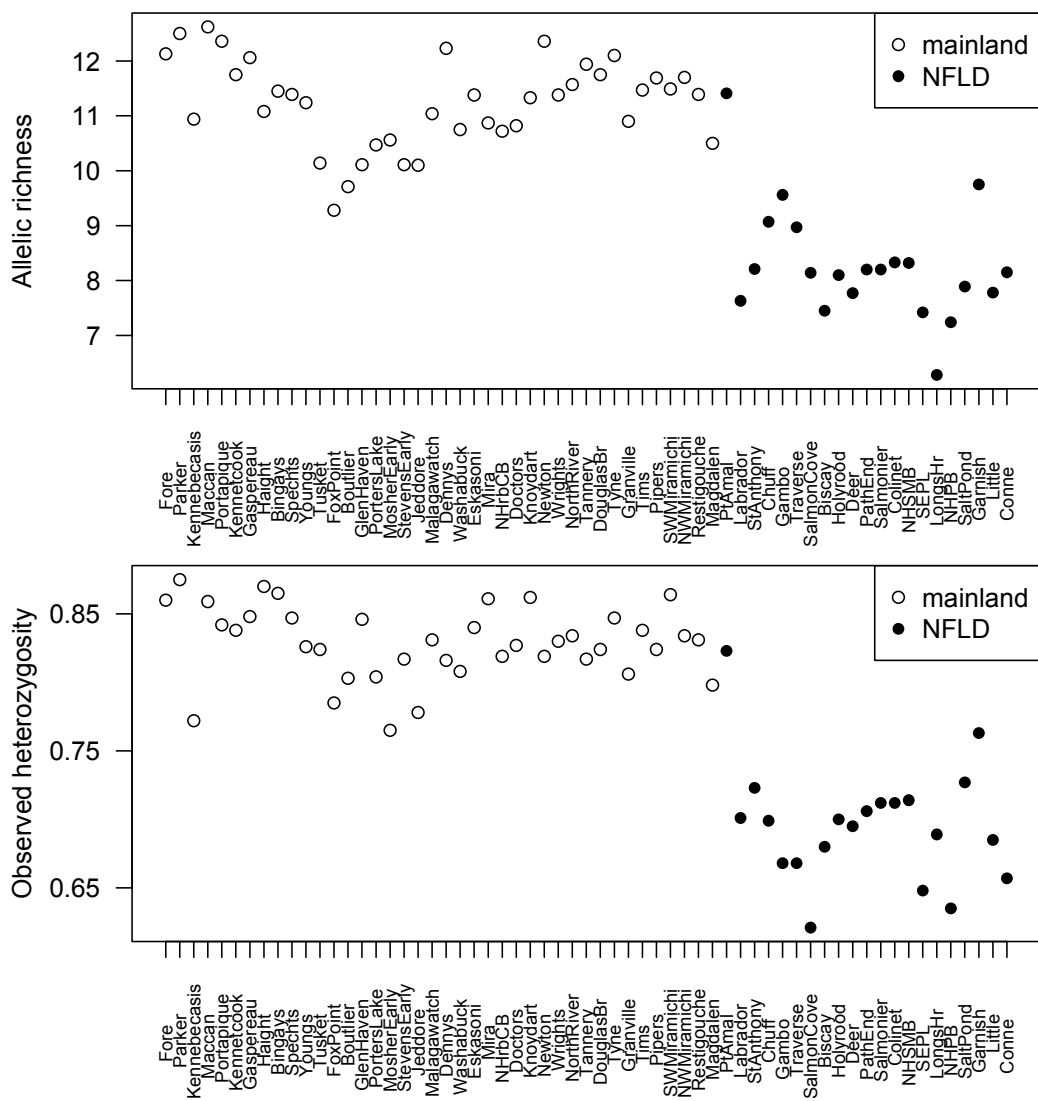 Allelic richness
12
11
10
9
8
7
mainland
NFLD
Fore
Parker
Kennebecasis
Maccan
Portapique
Kennetcook
Gaspereau
Haight
Bingays
Spechts
Youngs
Tusket
FoxPoint
Boutlier
GlenHaven
PortersLake
MosherEarly
StevensEarly
Jeddore
Malagawatch
Dennys
Washabuck
Eskasoni
Mira
NHrbCB
Doctors
Knoydart
Newton
Wrights
NorthRiver
Tannery
DouglasBr
Tyne
Granville
Tims
Pipers
SWMiramichi
NWMiramichi
Restigouche
Magdalen
PtAmal
Labrador
StAnthony
Chuff
Gambo
Traverse
SalmonCove
Biscay
Holyrood
Deer
PathEnd
Salmonier
Colinet
NHSMB
SEPL
LongsHr
NHPB
SaltPond
Garnish
Little
Conne
Observed heterozygosity
0.85
0.75
0.65
mainland
NFLD
Fore
Parker
Kennebecasis
Maccan
Portapique
Kennetcook
Gaspereau
Haight
Bingays
Spechts
Youngs
Tusket
FoxPoint
Boutlier
GlenHaven
PortersLake
MosherEarly
StevensEarly
Jeddore
Malagawatch
Dennys
Washabuck
Eskasoni
Mira
NHrbCB
Doctors
Knoydart
Newton
Wrights
NorthRiver
Tannery
DouglasBr
Tyne
Granville
Tims
Pipers
SWMiramichi
NWMiramichi
Restigouche
Magdalen
PtAmal
Labrador
StAnthony
Chuff
Gambo
Traverse
SalmonCove
Biscay
Holyrood
Deer
PathEnd
Salmonier
Colinet
NHSMB
SEPL
LongsHr
NHPB
SaltPond
Garnish
Little
Conne